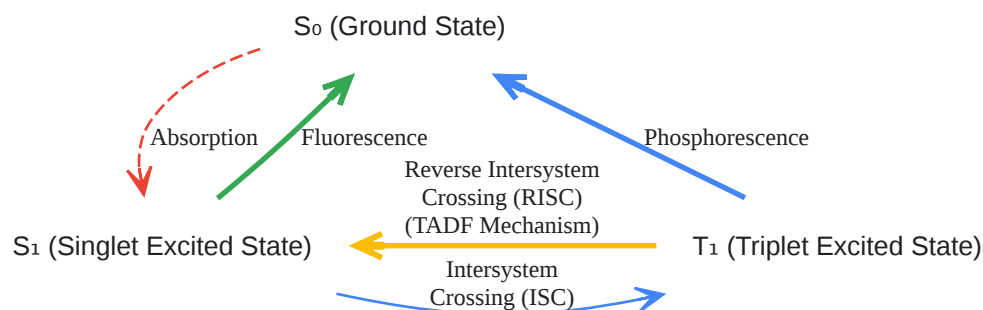 S₀ (Ground State)
Absorption
Fluorescence
Phosphorescence
Reverse Intersystem
Crossing (RISC)
(TADF Mechanism)
S₁ (Singlet Excited State)
T₁ (Triplet Excited State)
Intersystem
Crossing (ISC)